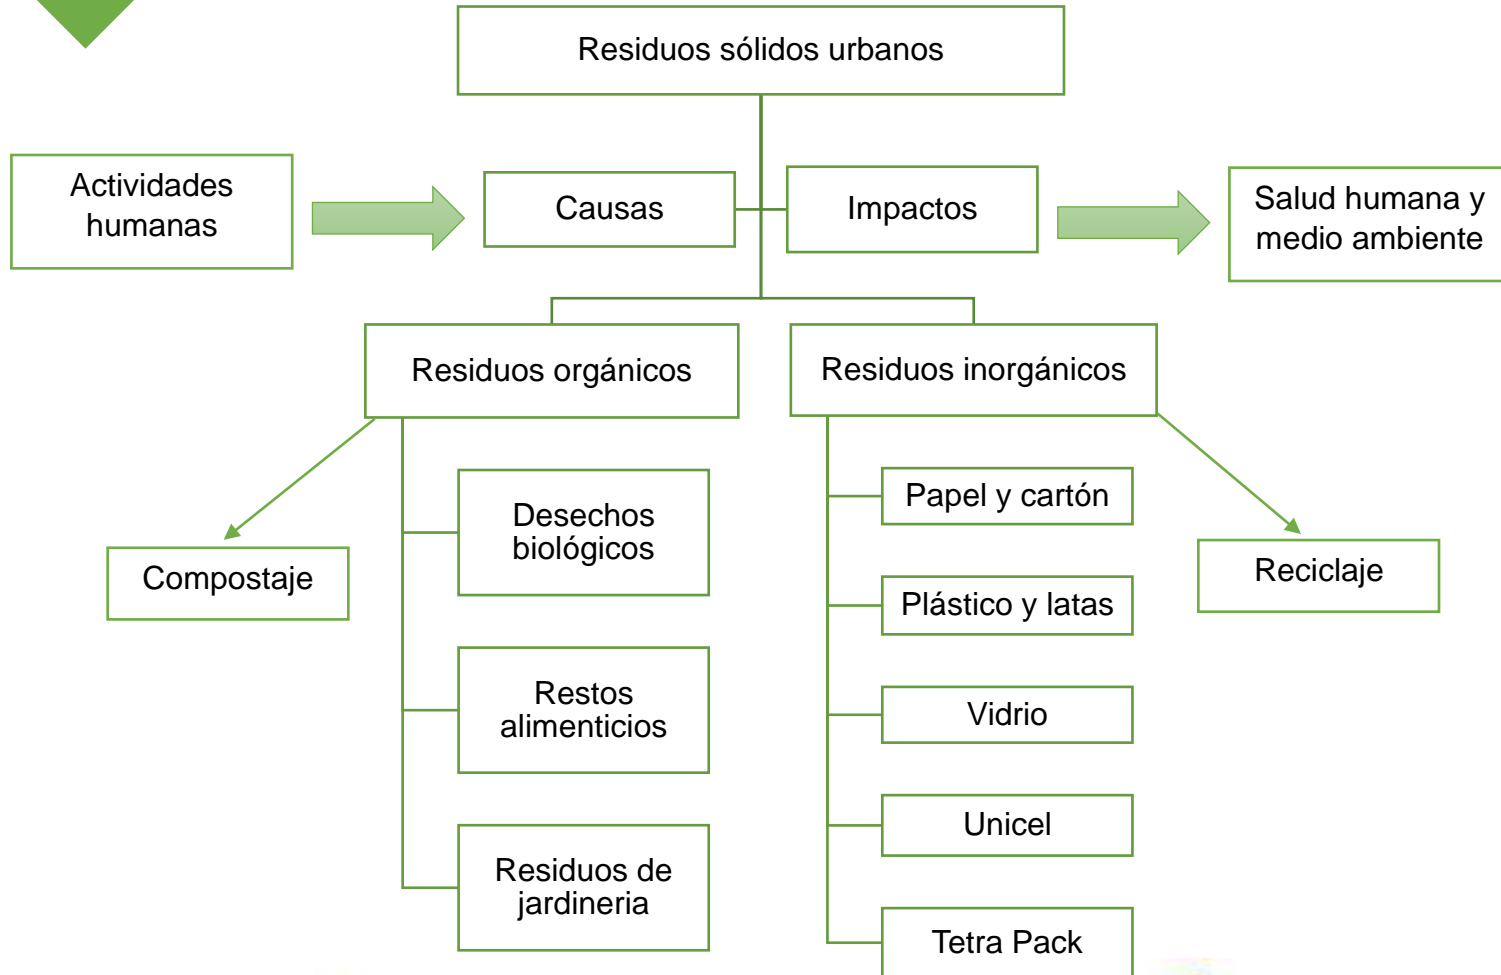 Residuos sólidos urbanos
Actividades
humanas
Causas
Impactos
Salud humana y
medio ambiente
Residuos orgánicos
Residuos inorgánicos
Desechos
biológicos
Papel y cartón
Compostaje
Reciclaje
Plástico y latas
Restos
alimenticios
Vidrio
Unicel
Residuos de
jardineria
Tetra Pack